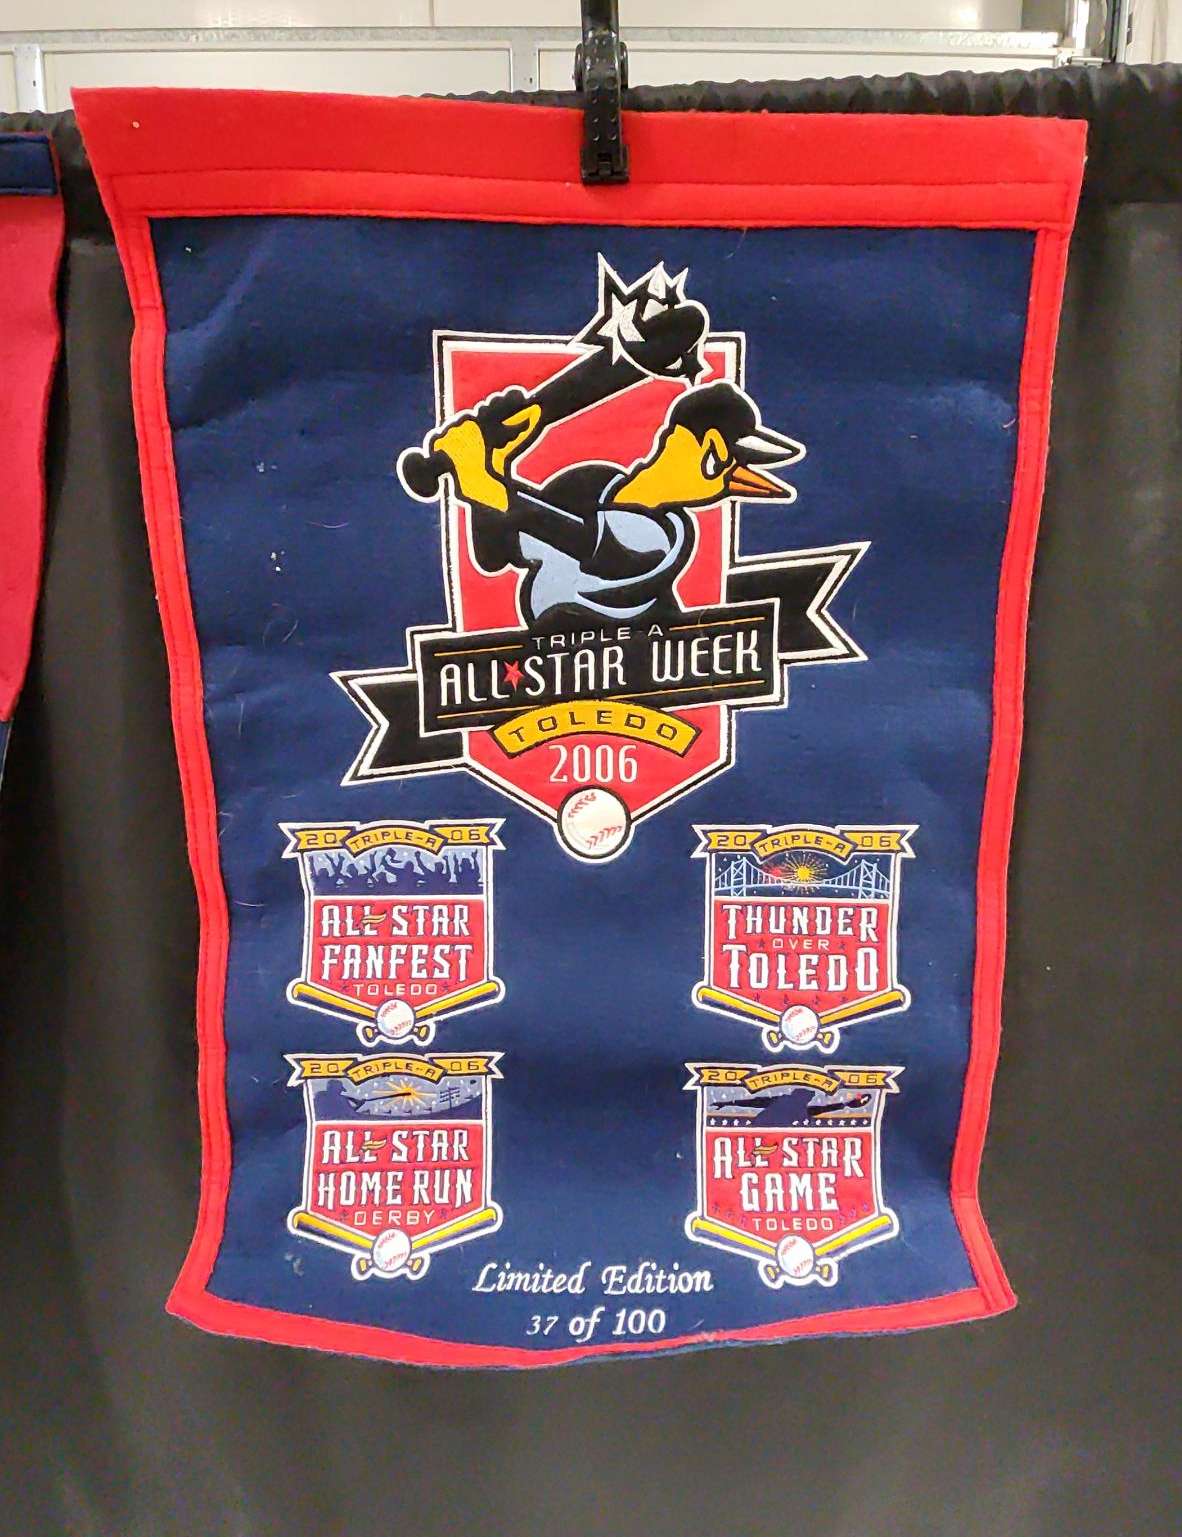 TRIPLE-A
ALL★STAR WEEK
TOLEDO
2006
20 TRIPLE-A 06
ALL STAR
FANFEST
TOLEDO
20 TRIPLE-A 06
THUNDER
OVER
TOLEDO
20 TRIPLE-A 06
ALL STAR
HOME RUN
DERBY
20 TRIPLE-A 06
ALL STAR
GAME
TOLEDO
Limited Edition
37 of 100